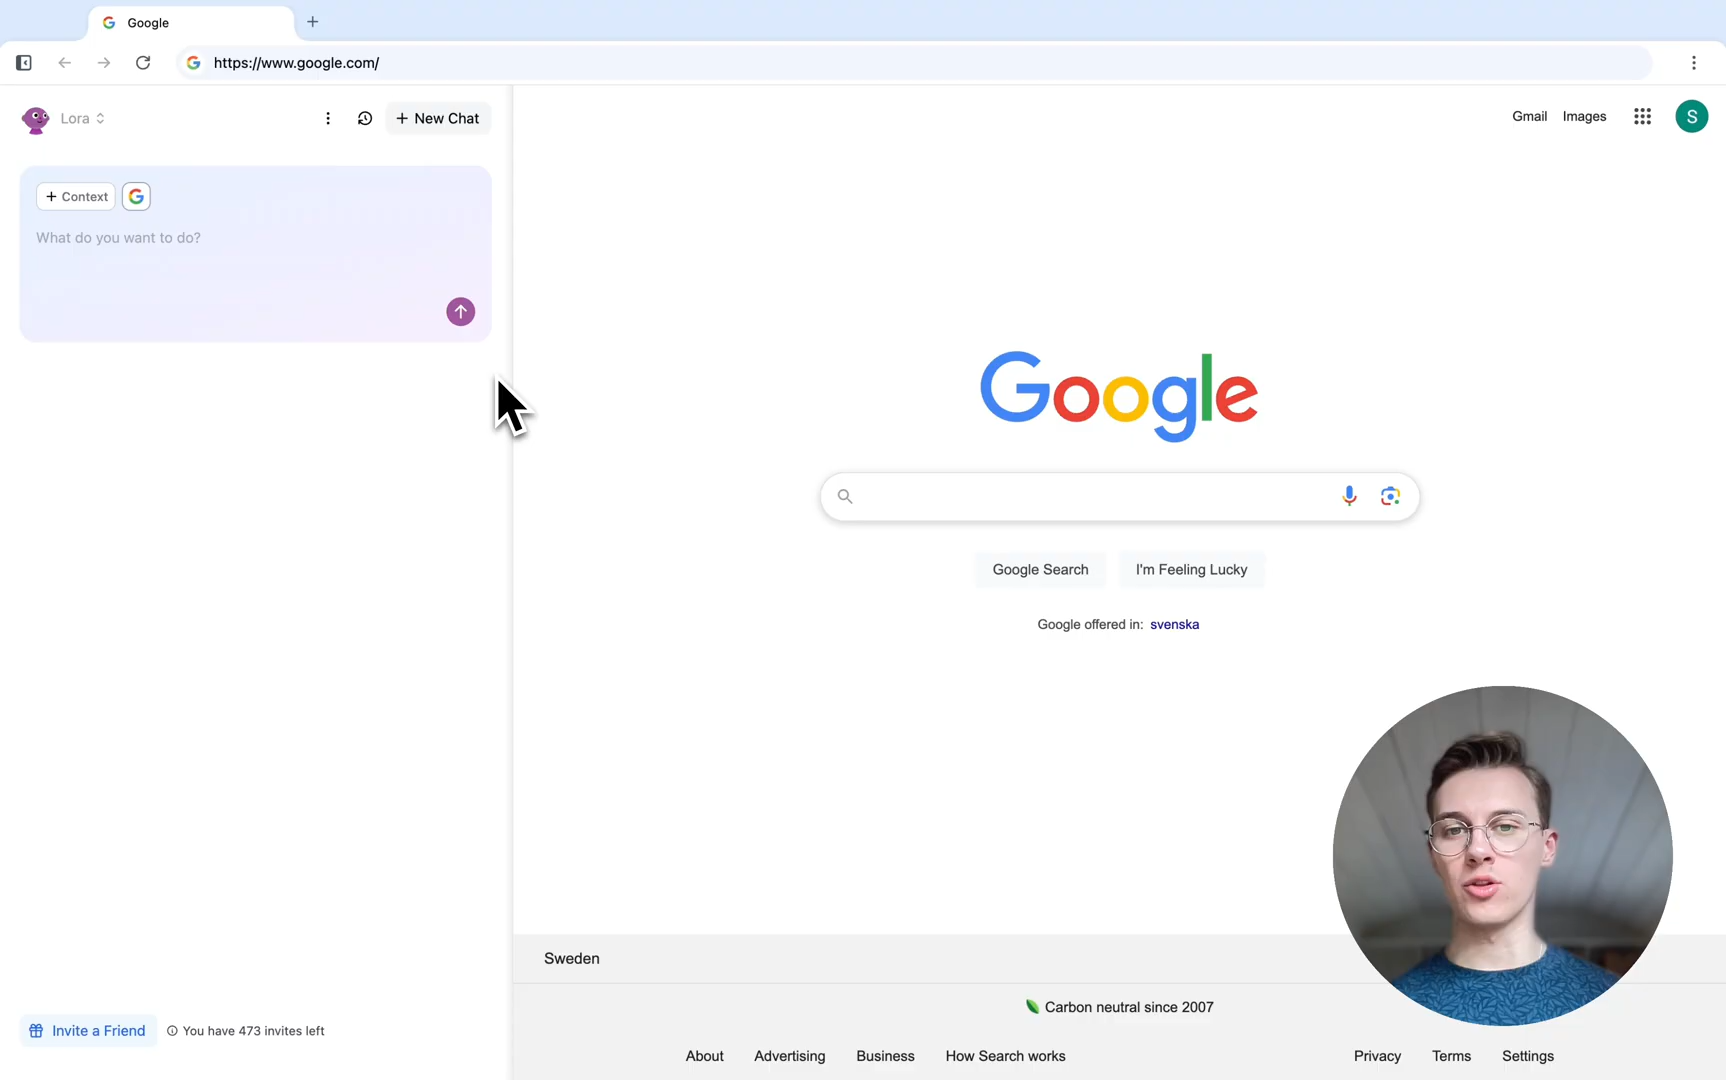 Google
https://www.google.com/
Lora
New Chat
Gmail
Images
S
Context
What do you want to do?
Google
Google Search
I'm Feeling Lucky
Google offered in: svenska
Sweden
Carbon neutral since 2007
Invite a Friend
You have 473 invites left
About
Advertising
Business
How Search works
Privacy
Terms
Settings